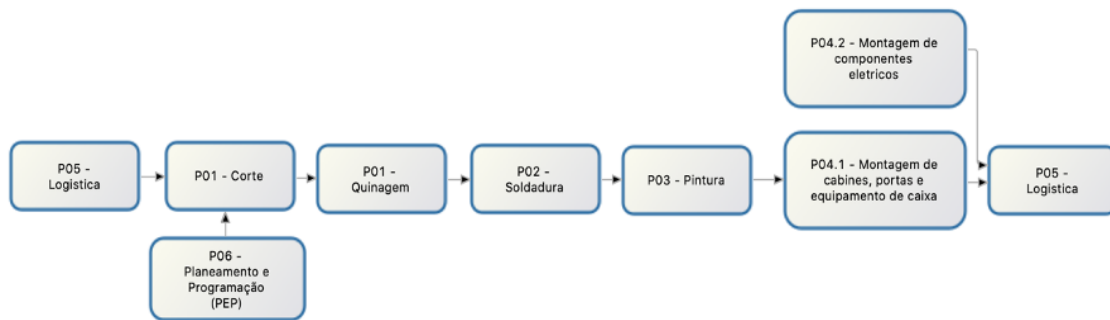 P05 -
Logistica
P01 - Corte
P01 -
Quinagem
P02 -
Soldadura
P03 - Pintura
P04.2 - Montagem de
componentes
eletricos
P04.1 - Montagem de
cabines, portas e
equipamento de caixa
P05 -
Logística
P06 -
Planeamento e
Programação
(PEP)